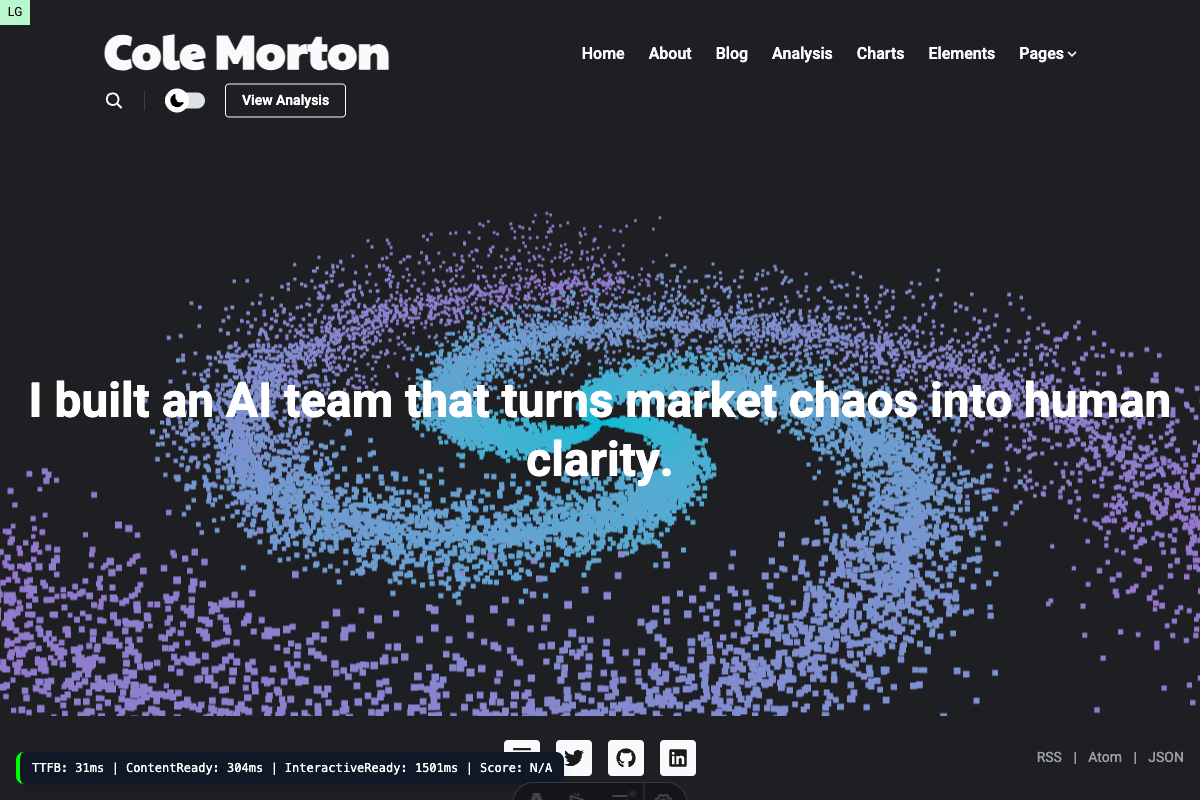 LG
Cole Morton
Home About Blog Analysis Charts Elements Pages
View Analysis
I built an AI team that turns market chaos into human
clarity.
RSS | Atom | JSON
TTFB: 31ms | ContentReady: 304ms | InteractiveReady: 1501ms | Score: N/A